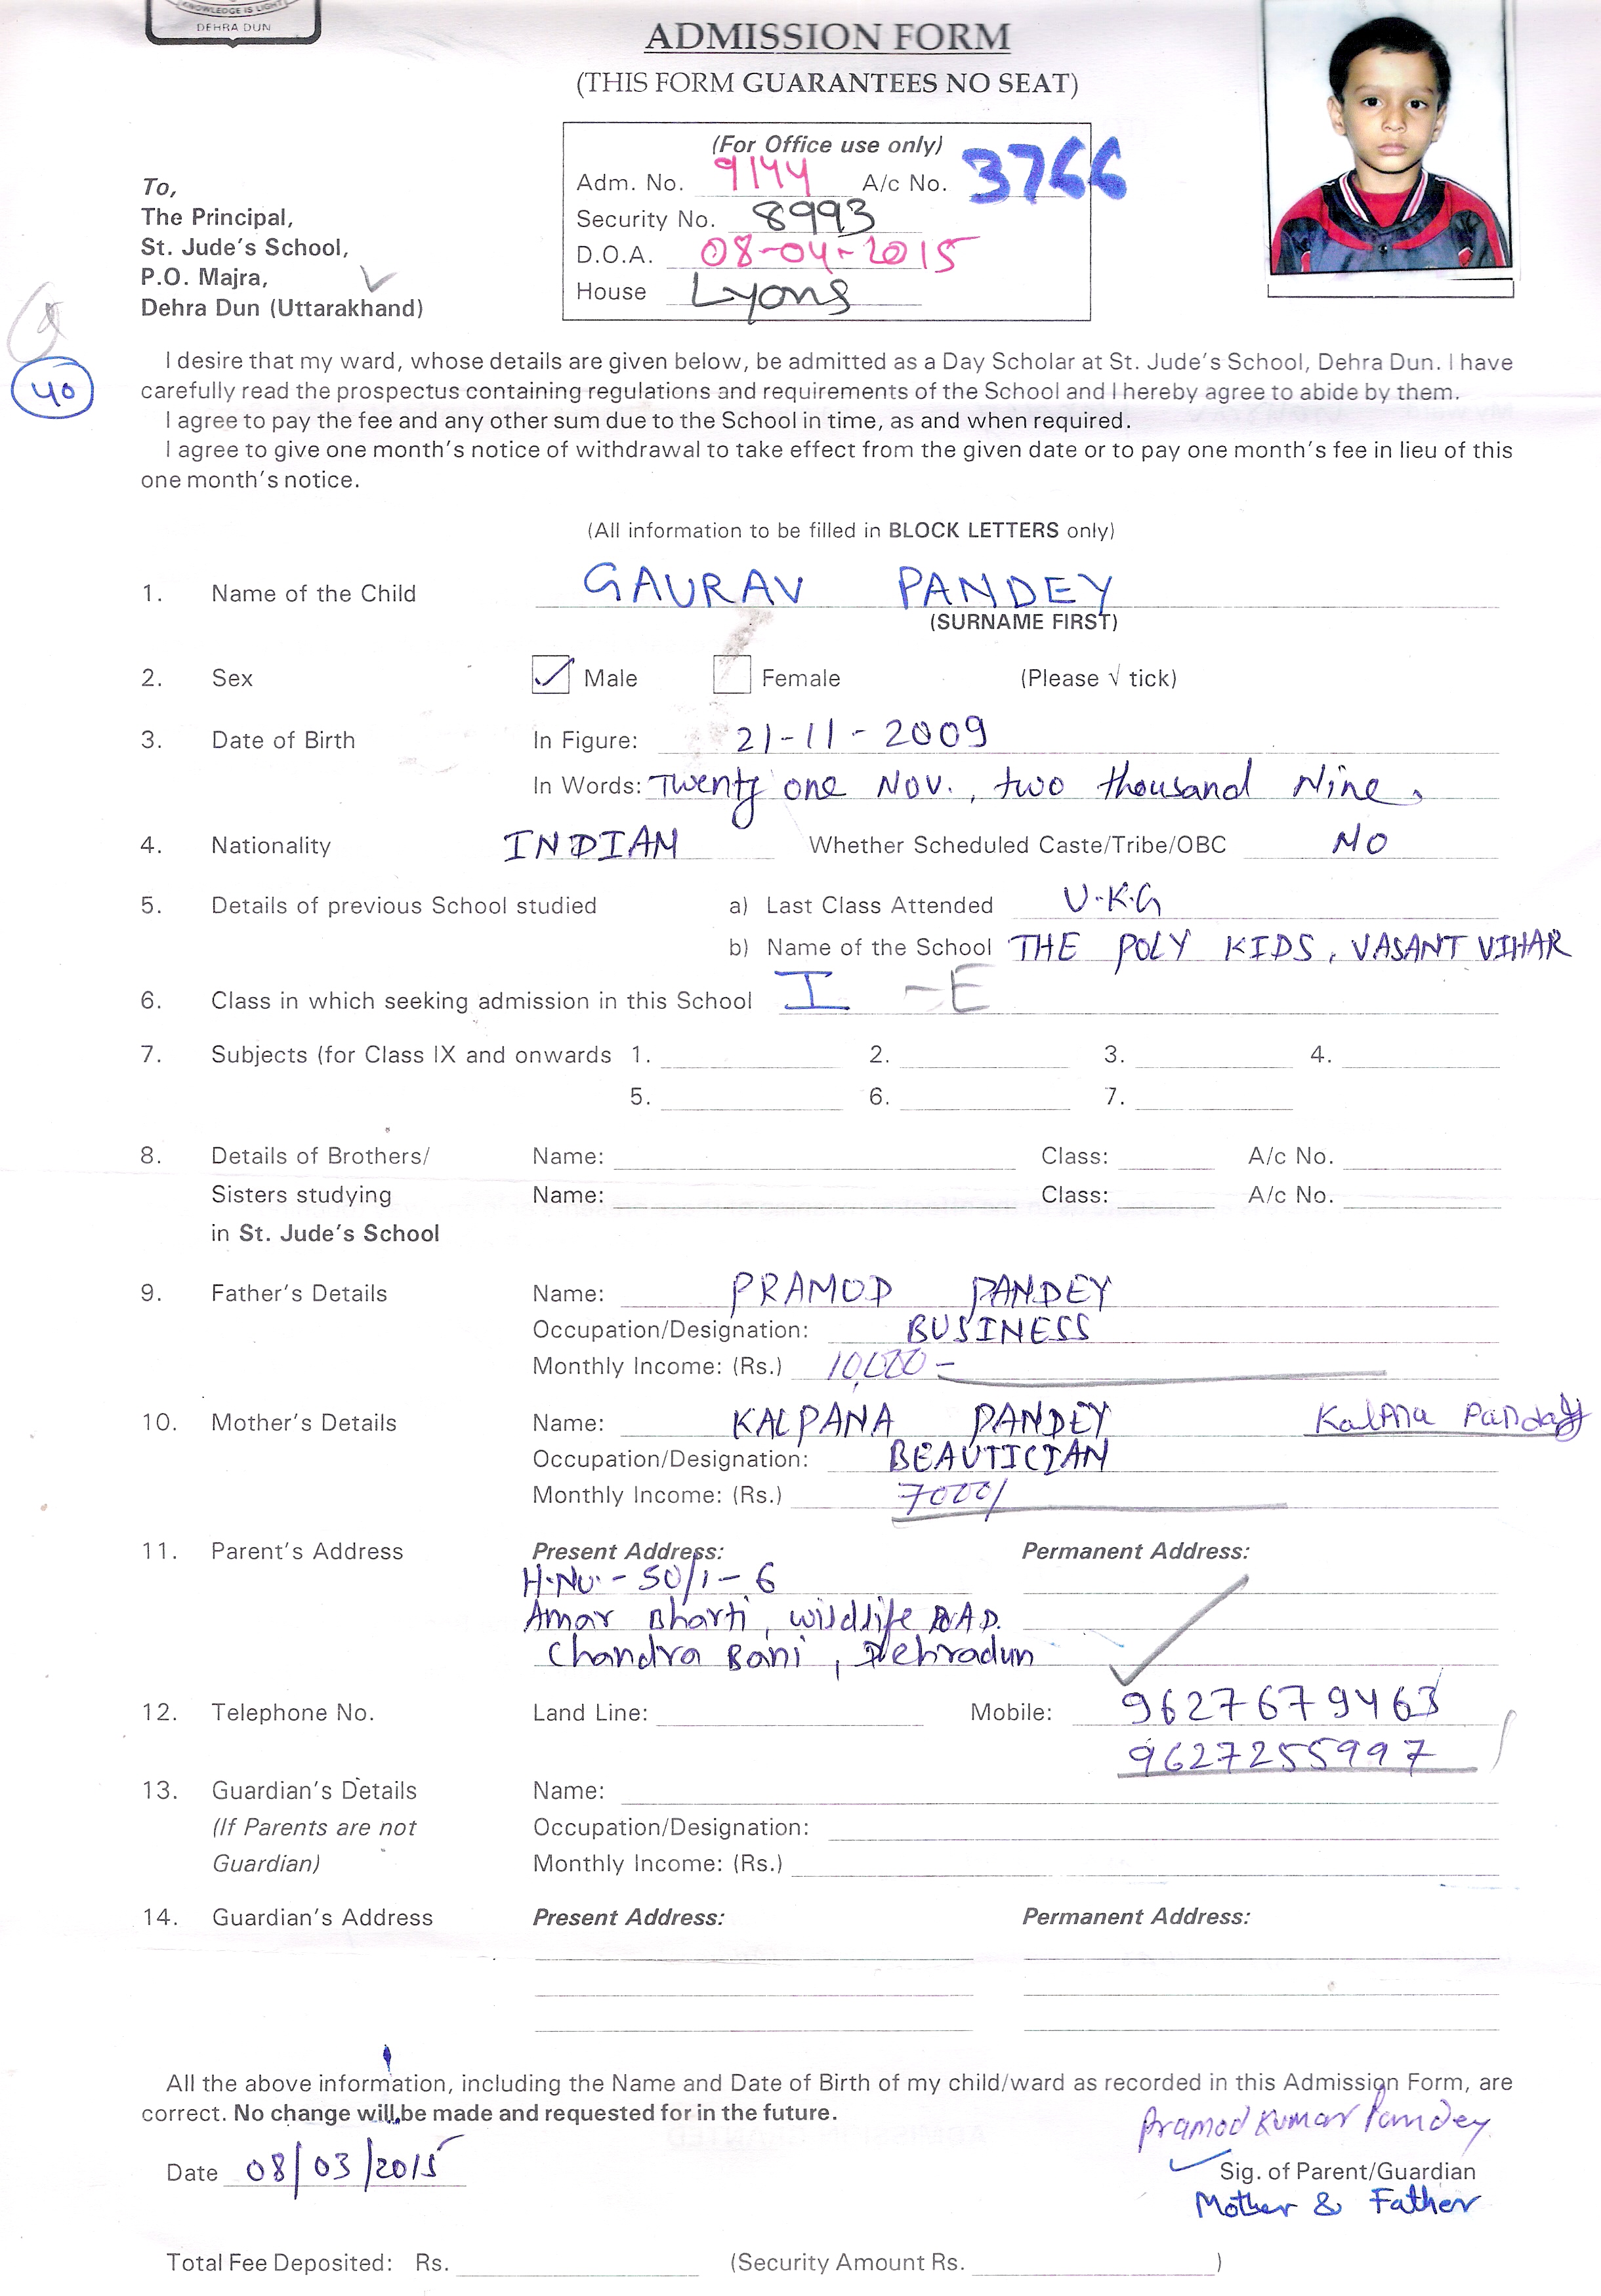 KNOWLEDGE IS LIGHT
DEHRA DUN
ADMISSION FORM
(THIS FORM GUARANTEES NO SEAT)
(For Office use only)
Adm. No. 9144 A/c No. 3766
Security No. 8993
D.O.A. 08-04-2015
House Lyons
To,
The Principal,
St. Jude's School,
P.O. Majra,
Dehra Dun (Uttarakhand)
40
I desire that my ward, whose details are given below, be admitted as a Day Scholar at St. Jude's School, Dehra Dun. I have
carefully read the prospectus containing regulations and requirements of the School and I hereby agree to abide by them.
I agree to pay the fee and any other sum due to the School in time, as and when required.
I agree to give one month's notice of withdrawal to take effect from the given date or to pay one month's fee in lieu of this
one month's notice.
(All information to be filled in BLOCK LETTERS only)
1. Name of the Child GAURAV PANDEY
(SURNAME FIRST)
2. Sex ✓ Male Female (Please √ tick)
3. Date of Birth In Figure: 21-11-2009
In Words: Twenty one Nov., two thousand Nine.
4. Nationality INDIAN Whether Scheduled Caste/Tribe/OBC NO
5. Details of previous School studied a) Last Class Attended U.K.G
b) Name of the School THE POLY KIDS, VASANT VIHAR
6. Class in which seeking admission in this School I -E
7. Subjects (for Class IX and onwards 1. 2. 3. 4.
5. 6. 7.
8. Details of Brothers/ Name: Class: A/c No.
Sisters studying Name: Class: A/c No.
in St. Jude's School
9. Father's Details Name: PRAMOD PANDEY
Occupation/Designation: BUSINESS
Monthly Income: (Rs.) 10,000-
10. Mother's Details Name: KALPANA PANDEY Kalpna Panday
Occupation/Designation: BEAUTICIAN
Monthly Income: (Rs.) 7000/
11. Parent's Address Present Address: Permanent Address:
H.No.-50/1-6
Amar Bharti, wildlife ROAD.
Chandra Bani, Dehradun
12. Telephone No. Land Line: Mobile: 9627679463
9627255997
13. Guardian's Details Name:
(If Parents are not Occupation/Designation:
Guardian) Monthly Income: (Rs.)
14. Guardian's Address Present Address: Permanent Address:
All the above information, including the Name and Date of Birth of my child/ward as recorded in this Admission Form, are
correct. No change will be made and requested for in the future.
Pramod Kumar Pandey
Date 08/03/2015 Sig. of Parent/Guardian
Mother & Father
Total Fee Deposited: Rs. (Security Amount Rs. )